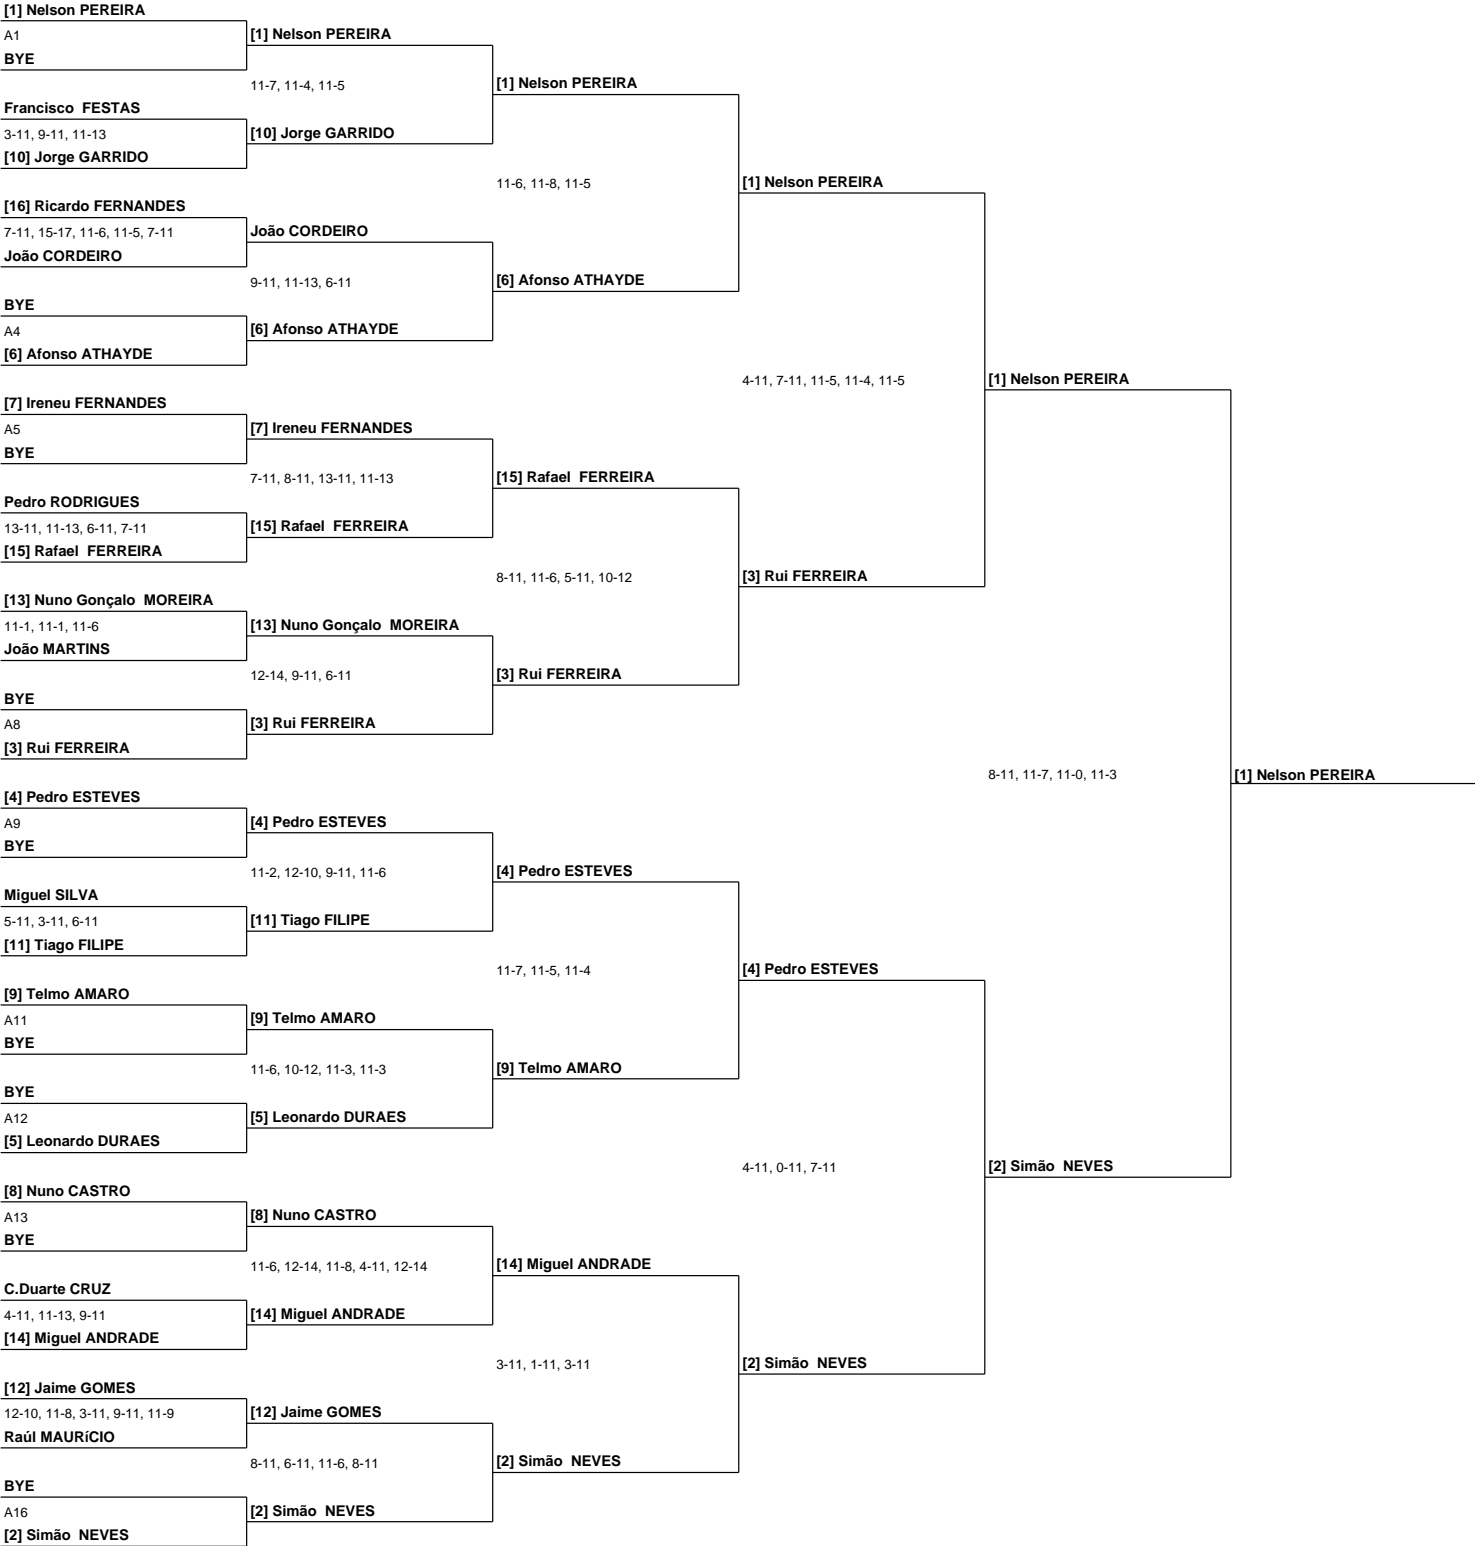 [1] Nelson PEREIRA
A1
[1] Nelson PEREIRA
BYE
11-7, 11-4, 11-5
[1] Nelson PEREIRA
Francisco  FESTAS
3-11, 9-11, 11-13
[10] Jorge GARRIDO
[10] Jorge GARRIDO
11-6, 11-8, 11-5
[1] Nelson PEREIRA
[16] Ricardo FERNANDES
7-11, 15-17, 11-6, 11-5, 7-11
João CORDEIRO
João CORDEIRO
9-11, 11-13, 6-11
[6] Afonso ATHAYDE
BYE
A4
[6] Afonso ATHAYDE
[6] Afonso ATHAYDE
4-11, 7-11, 11-5, 11-4, 11-5
[1] Nelson PEREIRA
[7] Ireneu FERNANDES
A5
[7] Ireneu FERNANDES
BYE
7-11, 8-11, 13-11, 11-13
[15] Rafael  FERREIRA
Pedro RODRIGUES
13-11, 11-13, 6-11, 7-11
[15] Rafael  FERREIRA
[15] Rafael  FERREIRA
8-11, 11-6, 5-11, 10-12
[3] Rui FERREIRA
[13] Nuno Gonçalo  MOREIRA
11-1, 11-1, 11-6
[13] Nuno Gonçalo  MOREIRA
João MARTINS
12-14, 9-11, 6-11
[3] Rui FERREIRA
BYE
A8
[3] Rui FERREIRA
[3] Rui FERREIRA
8-11, 11-7, 11-0, 11-3
[1] Nelson PEREIRA
[4] Pedro ESTEVES
A9
[4] Pedro ESTEVES
BYE
11-2, 12-10, 9-11, 11-6
[4] Pedro ESTEVES
Miguel SILVA
5-11, 3-11, 6-11
[11] Tiago FILIPE
[11] Tiago FILIPE
11-7, 11-5, 11-4
[4] Pedro ESTEVES
[9] Telmo AMARO
A11
[9] Telmo AMARO
BYE
11-6, 10-12, 11-3, 11-3
[9] Telmo AMARO
BYE
A12
[5] Leonardo DURAES
[5] Leonardo DURAES
4-11, 0-11, 7-11
[2] Simão  NEVES
[8] Nuno CASTRO
A13
[8] Nuno CASTRO
BYE
11-6, 12-14, 11-8, 4-11, 12-14
[14] Miguel ANDRADE
C.Duarte CRUZ
4-11, 11-13, 9-11
[14] Miguel ANDRADE
[14] Miguel ANDRADE
3-11, 1-11, 3-11
[2] Simão  NEVES
[12] Jaime GOMES
12-10, 11-8, 3-11, 9-11, 11-9
[12] Jaime GOMES
Raúl MAURíCIO
8-11, 6-11, 11-6, 8-11
[2] Simão  NEVES
BYE
A16
[2] Simão  NEVES
[2] Simão  NEVES